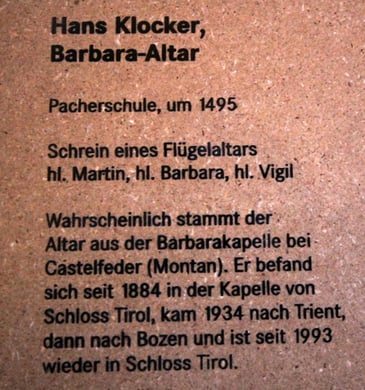 Hans Klocker,
Barbara-Altar
Pacherschule, um 1495
Schrein eines Flügelaltars
hl. Martin, hl. Barbara, hl. Vigil
Wahrscheinlich stammt der
Altar aus der Barbarakapelle bei
Castelfeder (Montan). Er befand
sich seit 1884 in der Kapelle von
Schloss Tirol, kam 1934 nach Trient,
dann nach Bozen und ist seit 1993
wieder in Schloss Tirol.